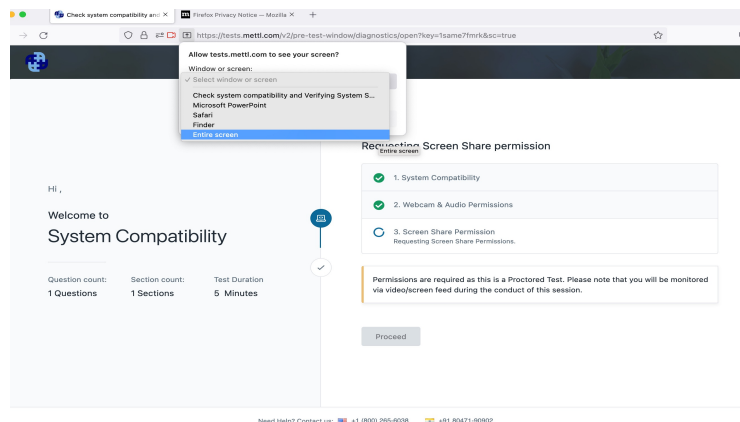 Check system compatibility and ×
Firefox Privacy Notice — Mozilla ×
https://tests.mettl.com/v2/pre-test-window/diagnostics/open?key=1same7fmrk&sc=true
Allow tests.mettl.com to see your screen?
Window or screen:
✓ Select window or screen
Check system compatibility and Verifying System S...
Microsoft PowerPoint
Safari
Finder
Entire screen
Entire screen
Requesting Screen Share permission
1. System Compatibility
2. Webcam & Audio Permissions
3. Screen Share Permission
Requesting Screen Share Permissions.
Hi ,
Welcome to
System Compatibility
Question count: Section count: Test Duration
1 Questions 1 Sections 5 Minutes
Permissions are required as this is a Proctored Test. Please note that you will be monitored
via video/screen feed during the conduct of this session.
Proceed
Need Help? Contact us: +1 (800) 265-6038 +91 80471-90902